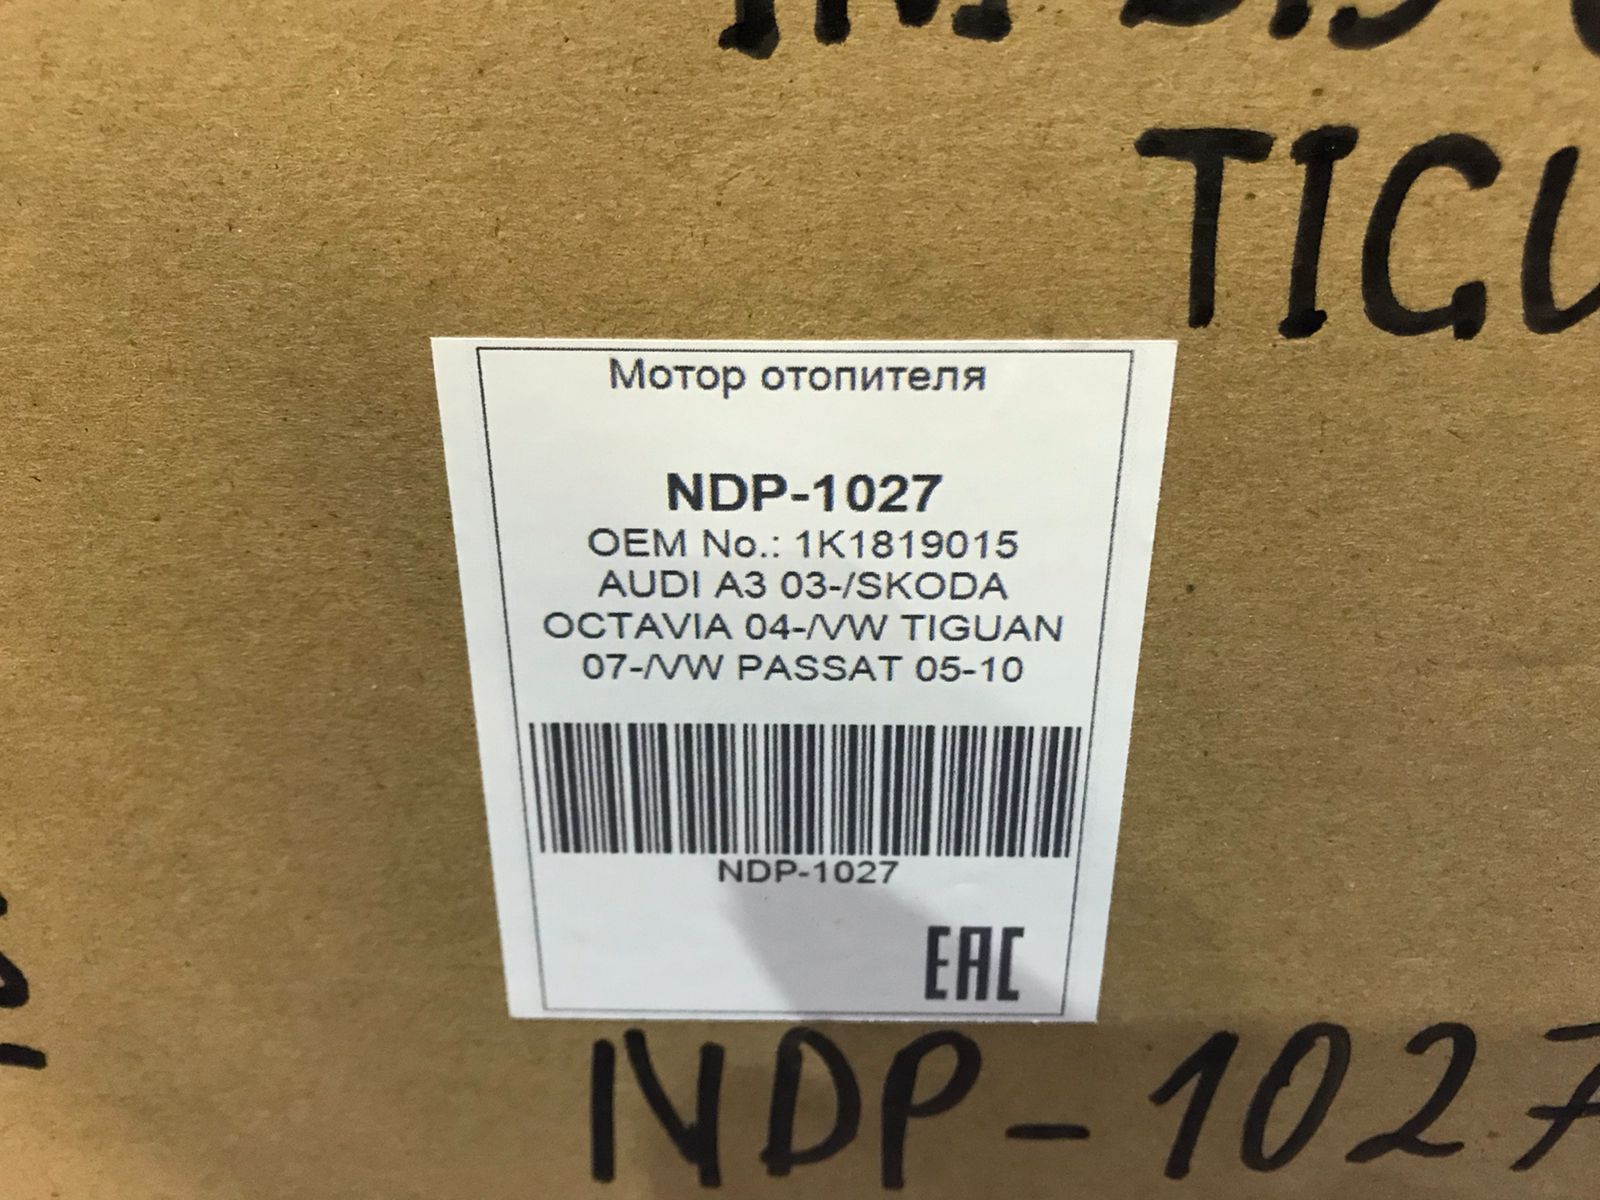 TIGU
Мотор отопителя
NDP-1027
OEM No.: 1K1819015
AUDI A3 03-/SKODA
OCTAVIA 04-/VW TIGUAN
07-/VW PASSAT 05-10
NDP-1027
EAC
NDP-1027